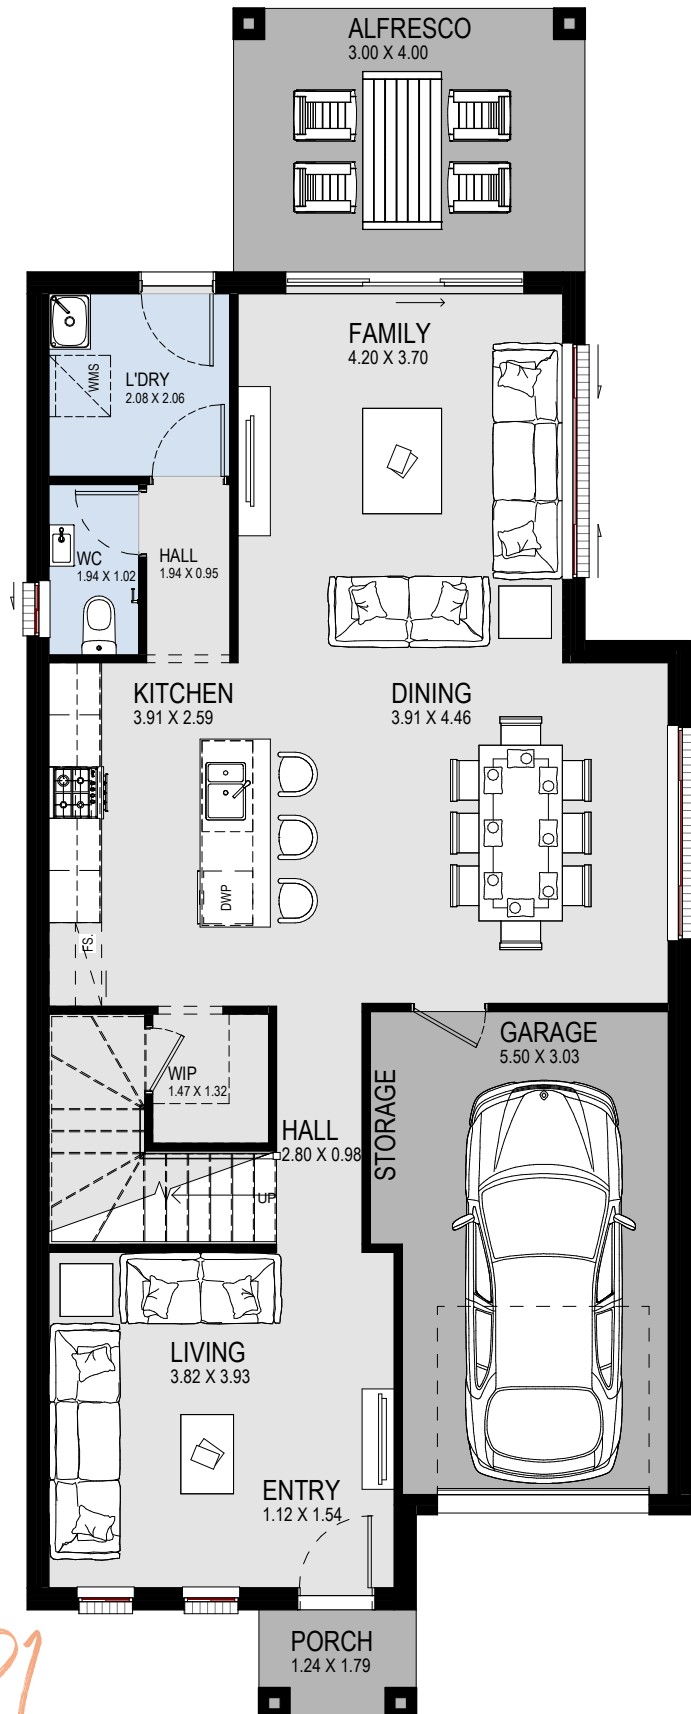 ALFRESCO
3.00 X 4.00
FAMILY
4.20 X 3.70
WMS
L'DRY
2.08 X 2.06
WC
1.94 X 1.02
HALL
1.94 X 0.95
KITCHEN
3.91 X 2.59
DINING
3.91 X 4.46
DWP
FS.
GARAGE
5.50 X 3.03
WIP
1.47 X 1.32
STORAGE
HALL
2.80 X 0.98
UP
LIVING
3.82 X 3.93
ENTRY
1.12 X 1.54
PORCH
1.24 X 1.79